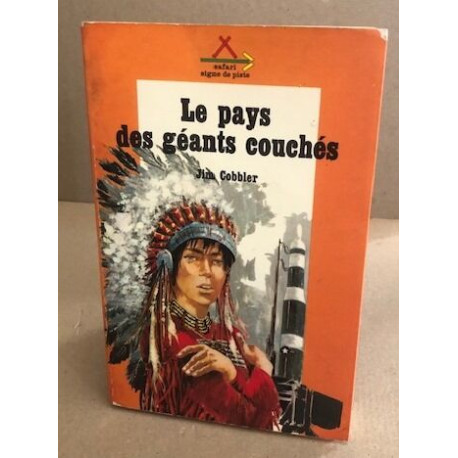 safari
signe de piste
Le pays
des géants couchés
Jim Cobbler